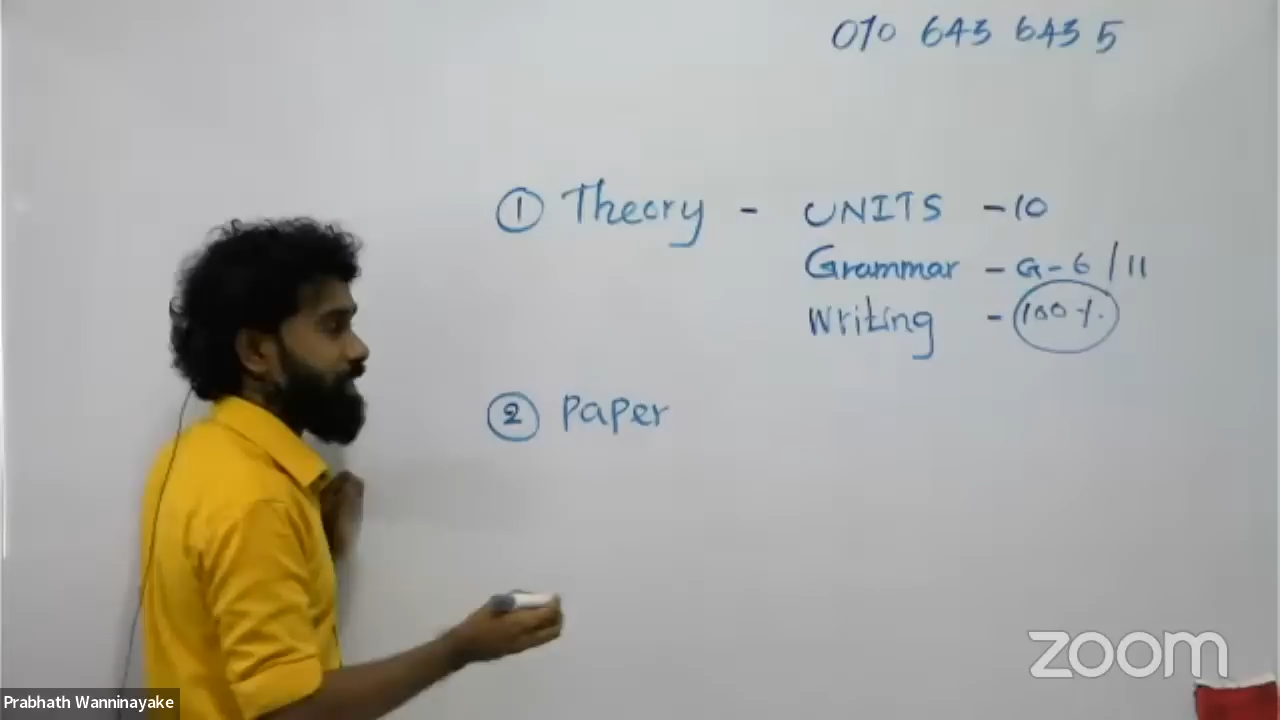 070 643 643 5
① Theory - UNITS - 10
Grammar - G-6 / 11
Writing - 100%.
② Paper
zoom
Prabhath Wanninayake